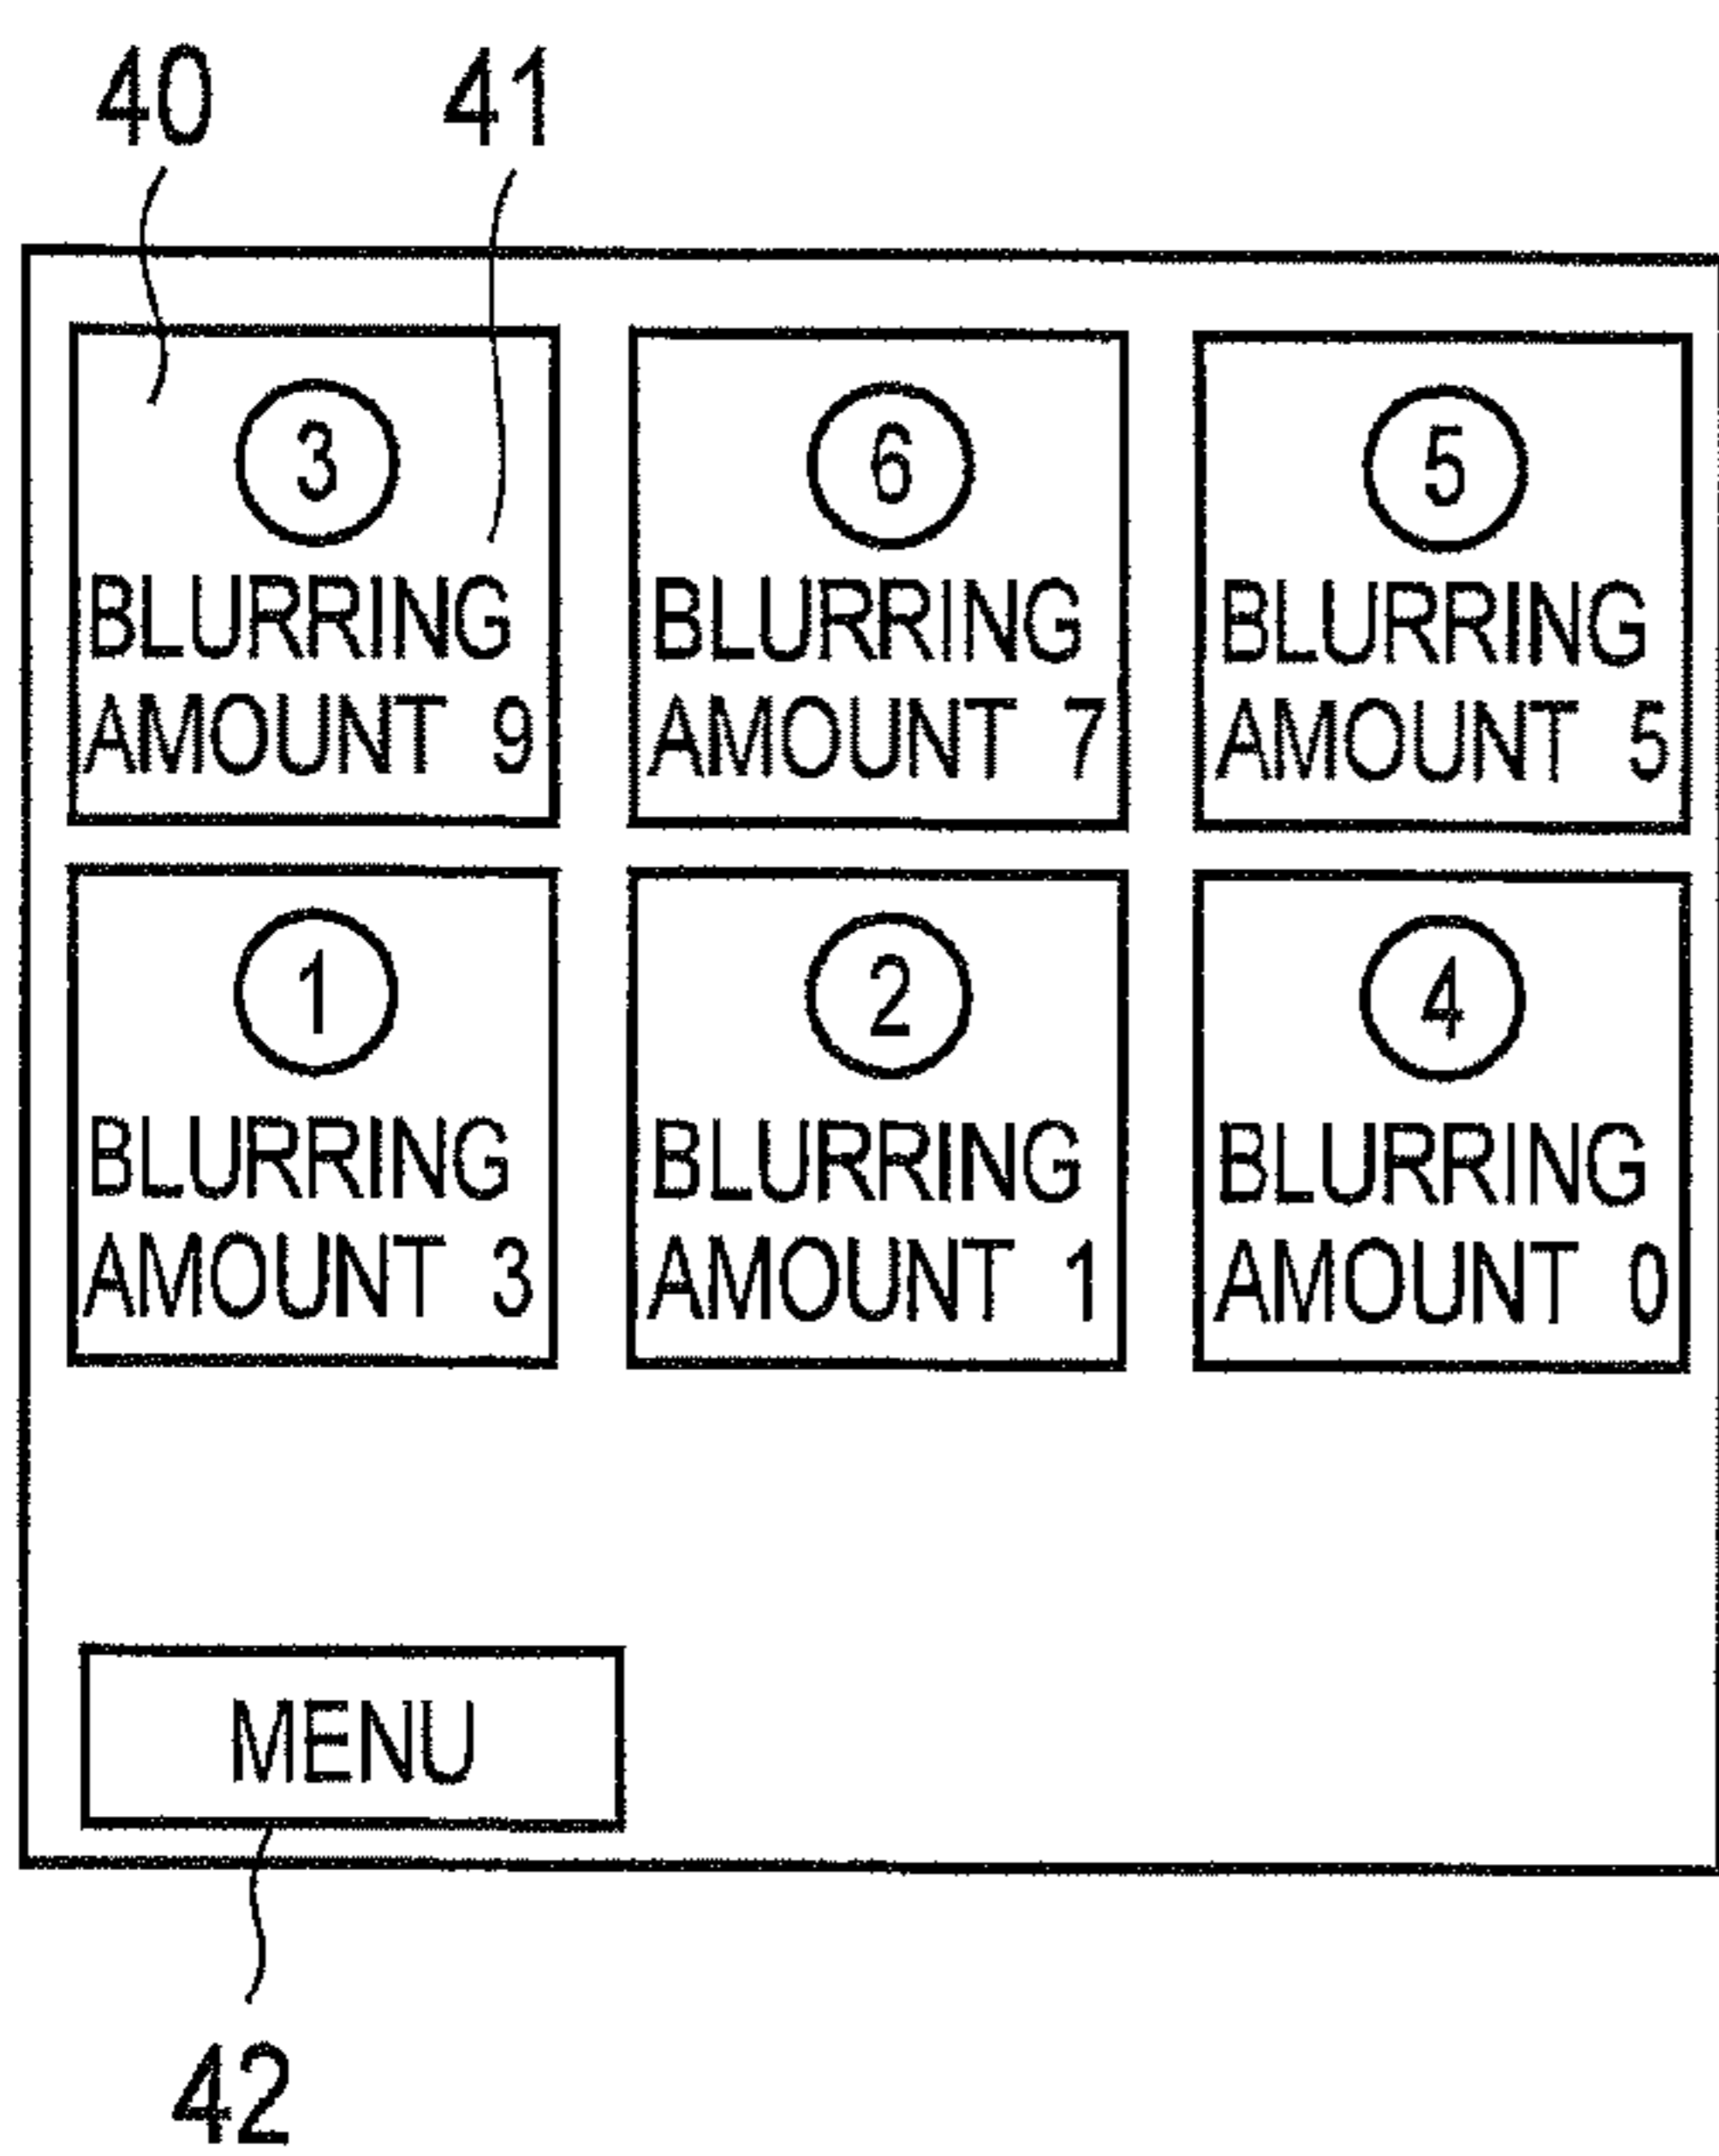 40 41
3 6 5
BLURRING BLURRING BLURRING
AMOUNT 9 AMOUNT 7 AMOUNT 5
1 2 4
BLURRING BLURRING BLURRING
AMOUNT 3 AMOUNT 1 AMOUNT 0
MENU
42